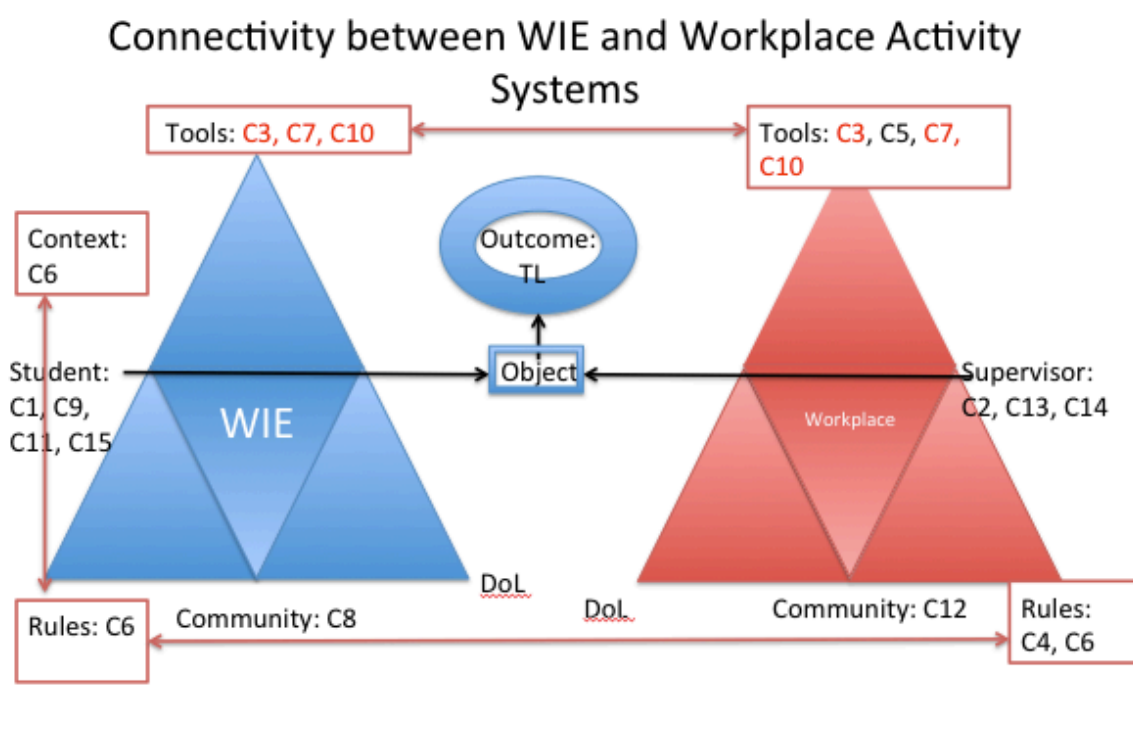 Connectivity between WIE and Workplace Activity
Systems
Tools: C3, C7, C10
Tools: C3, C5, C7,
C10
Context:
C6
Outcome:
TL
Student:
C1, C9,
C11, C15
Object
Supervisor:
C2, C13, C14
WIE
Workplace
DoL
DoL
Rules: C6
Community: C8
Community: C12
Rules:
C4, C6